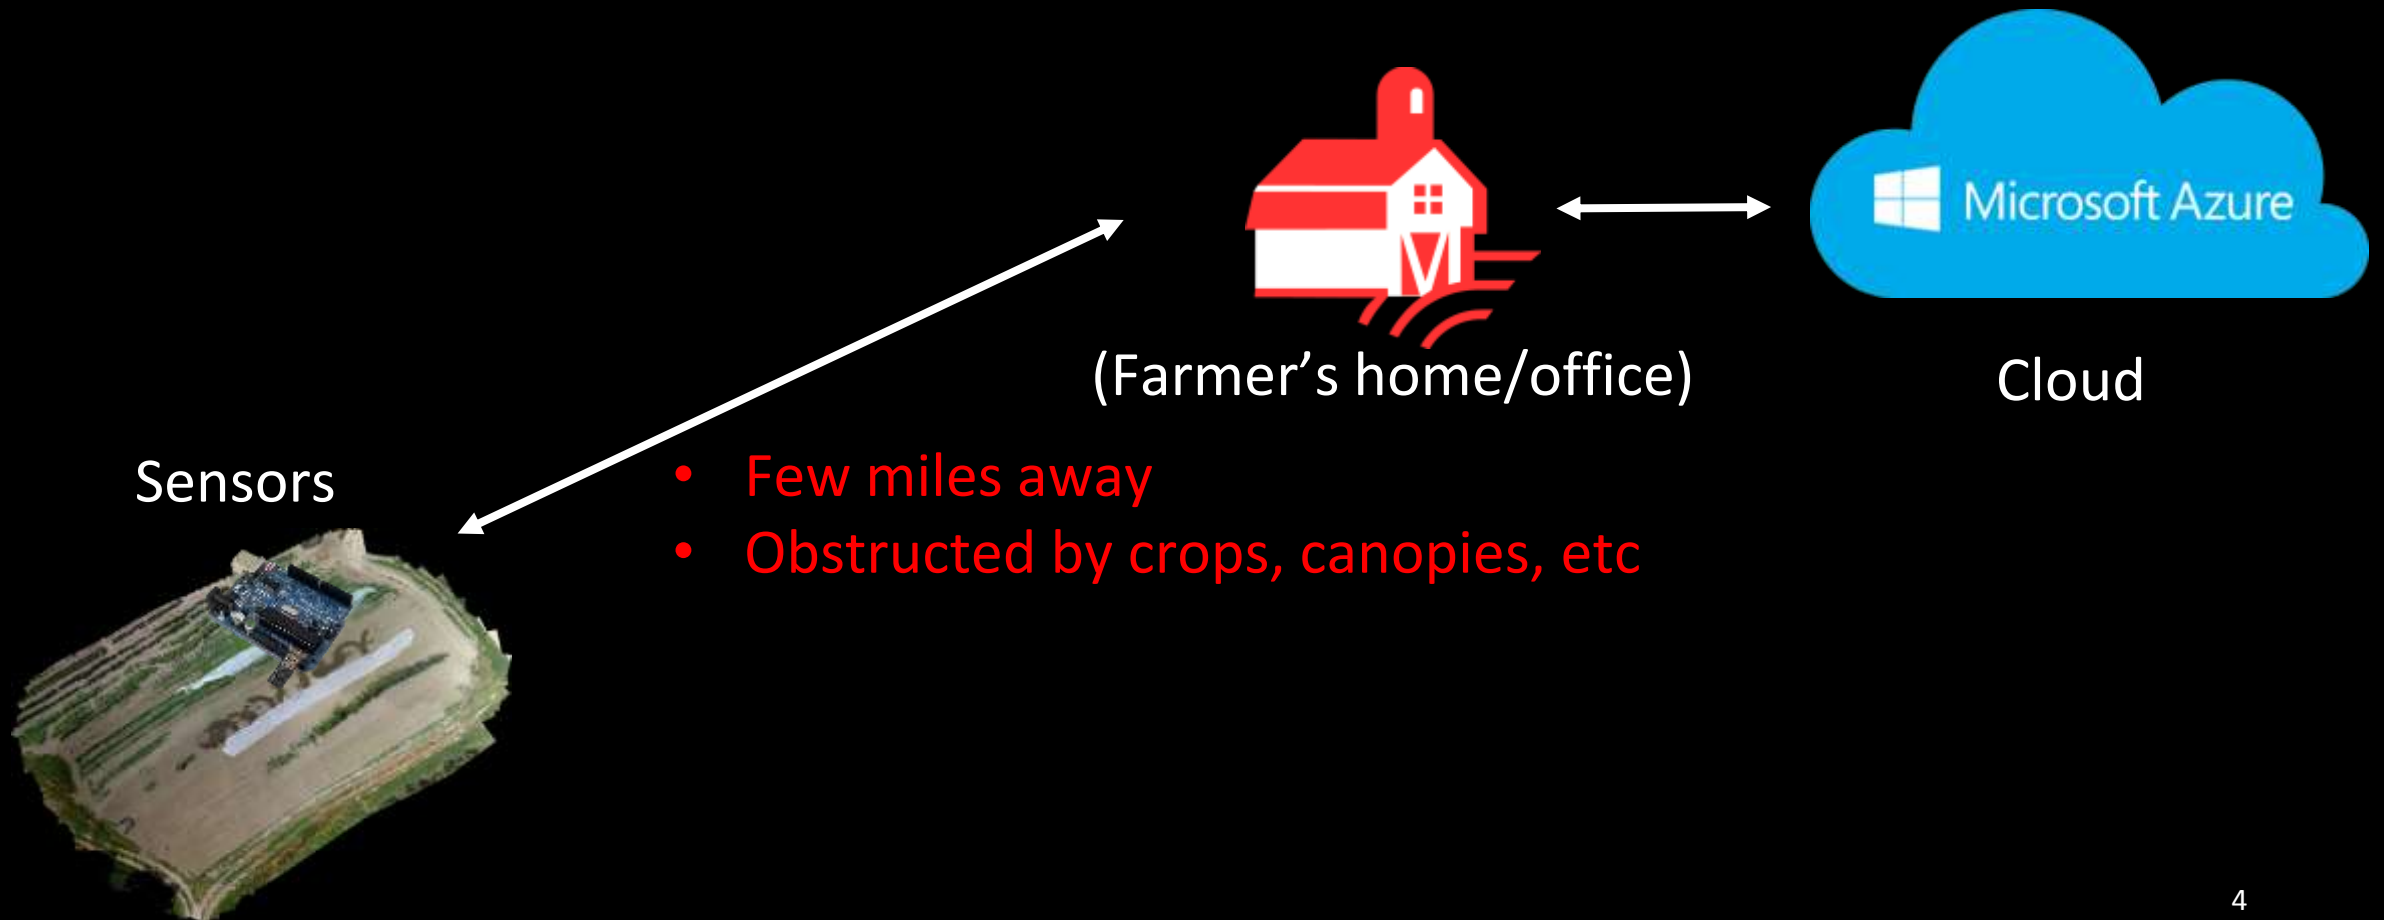 Microsoft Azure
(Farmer’s home/office)
Cloud
Sensors
• Few miles away
• Obstructed by crops, canopies, etc
4